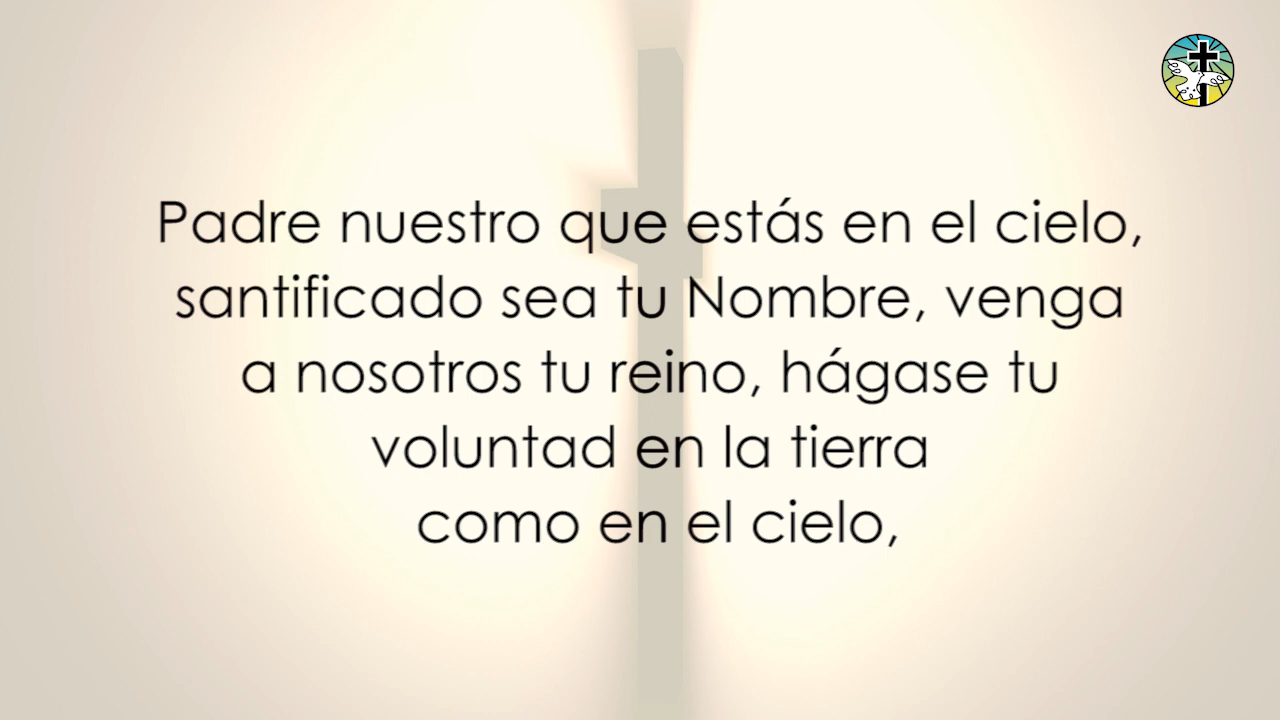 Padre nuestro que estás en el cielo,
santificado sea tu Nombre, venga
a nosotros tu reino, hágase tu
voluntad en la tierra
como en el cielo,